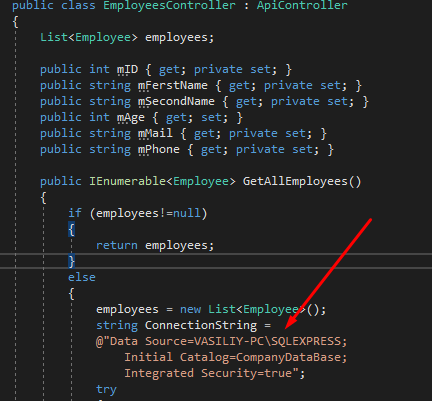 public class EmployeesController : ApiController
{
List<Employee> employees;
public int mID { get; private set; }
public string mFerstName { get; private set; }
public string mSecondName { get; private set; }
public int mAge { get; set; }
public string mMail { get; private set; }
public string mPhone { get; private set; }
public IEnumerable<Employee> GetAllEmployees()
{
if (employees!=null)
{
return employees;
}
else
{
employees = new List<Employee>();
string ConnectionString =
@"Data Source=VASILIY-PC\SQLEXPRESS;
Initial Catalog=CompanyDataBase;
Integrated Security=true";
try